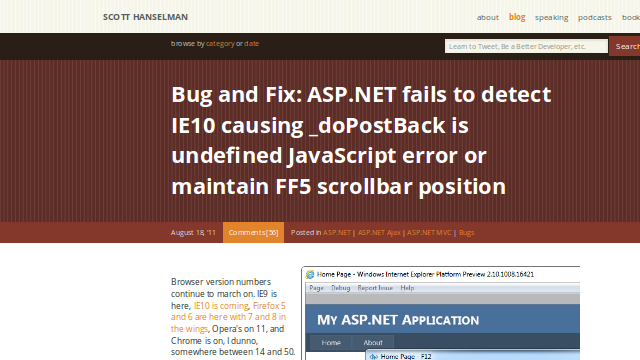 SCOTT HANSELMAN
about blog speaking podcasts
browse by category or date
Learn to Tweet, Be a Better Developer, etc.
Search
Bug and Fix: ASP.NET fails to detect
IE10 causing _doPostBack is
undefined JavaScript error or
maintain FF5 scrollbar position
August 18, '11 Comments [56] Posted in ASP.NET | ASP.NET Ajax | ASP.NET MVC | Bugs
Browser version numbers
continue to march on. IE9 is
here, IE10 is coming, Firefox 5
and 6 are here with 7 and 8 in
the wings, Opera's on 11, and
Chrome is on, I dunno,
somewhere between 14 and 50.
Home Page - Windows Internet Explorer Platform Preview 2.10.1008.16421
Page Debug Report Issue Help
MY ASP.NET APPLICATION
Home About
Home Page - F12